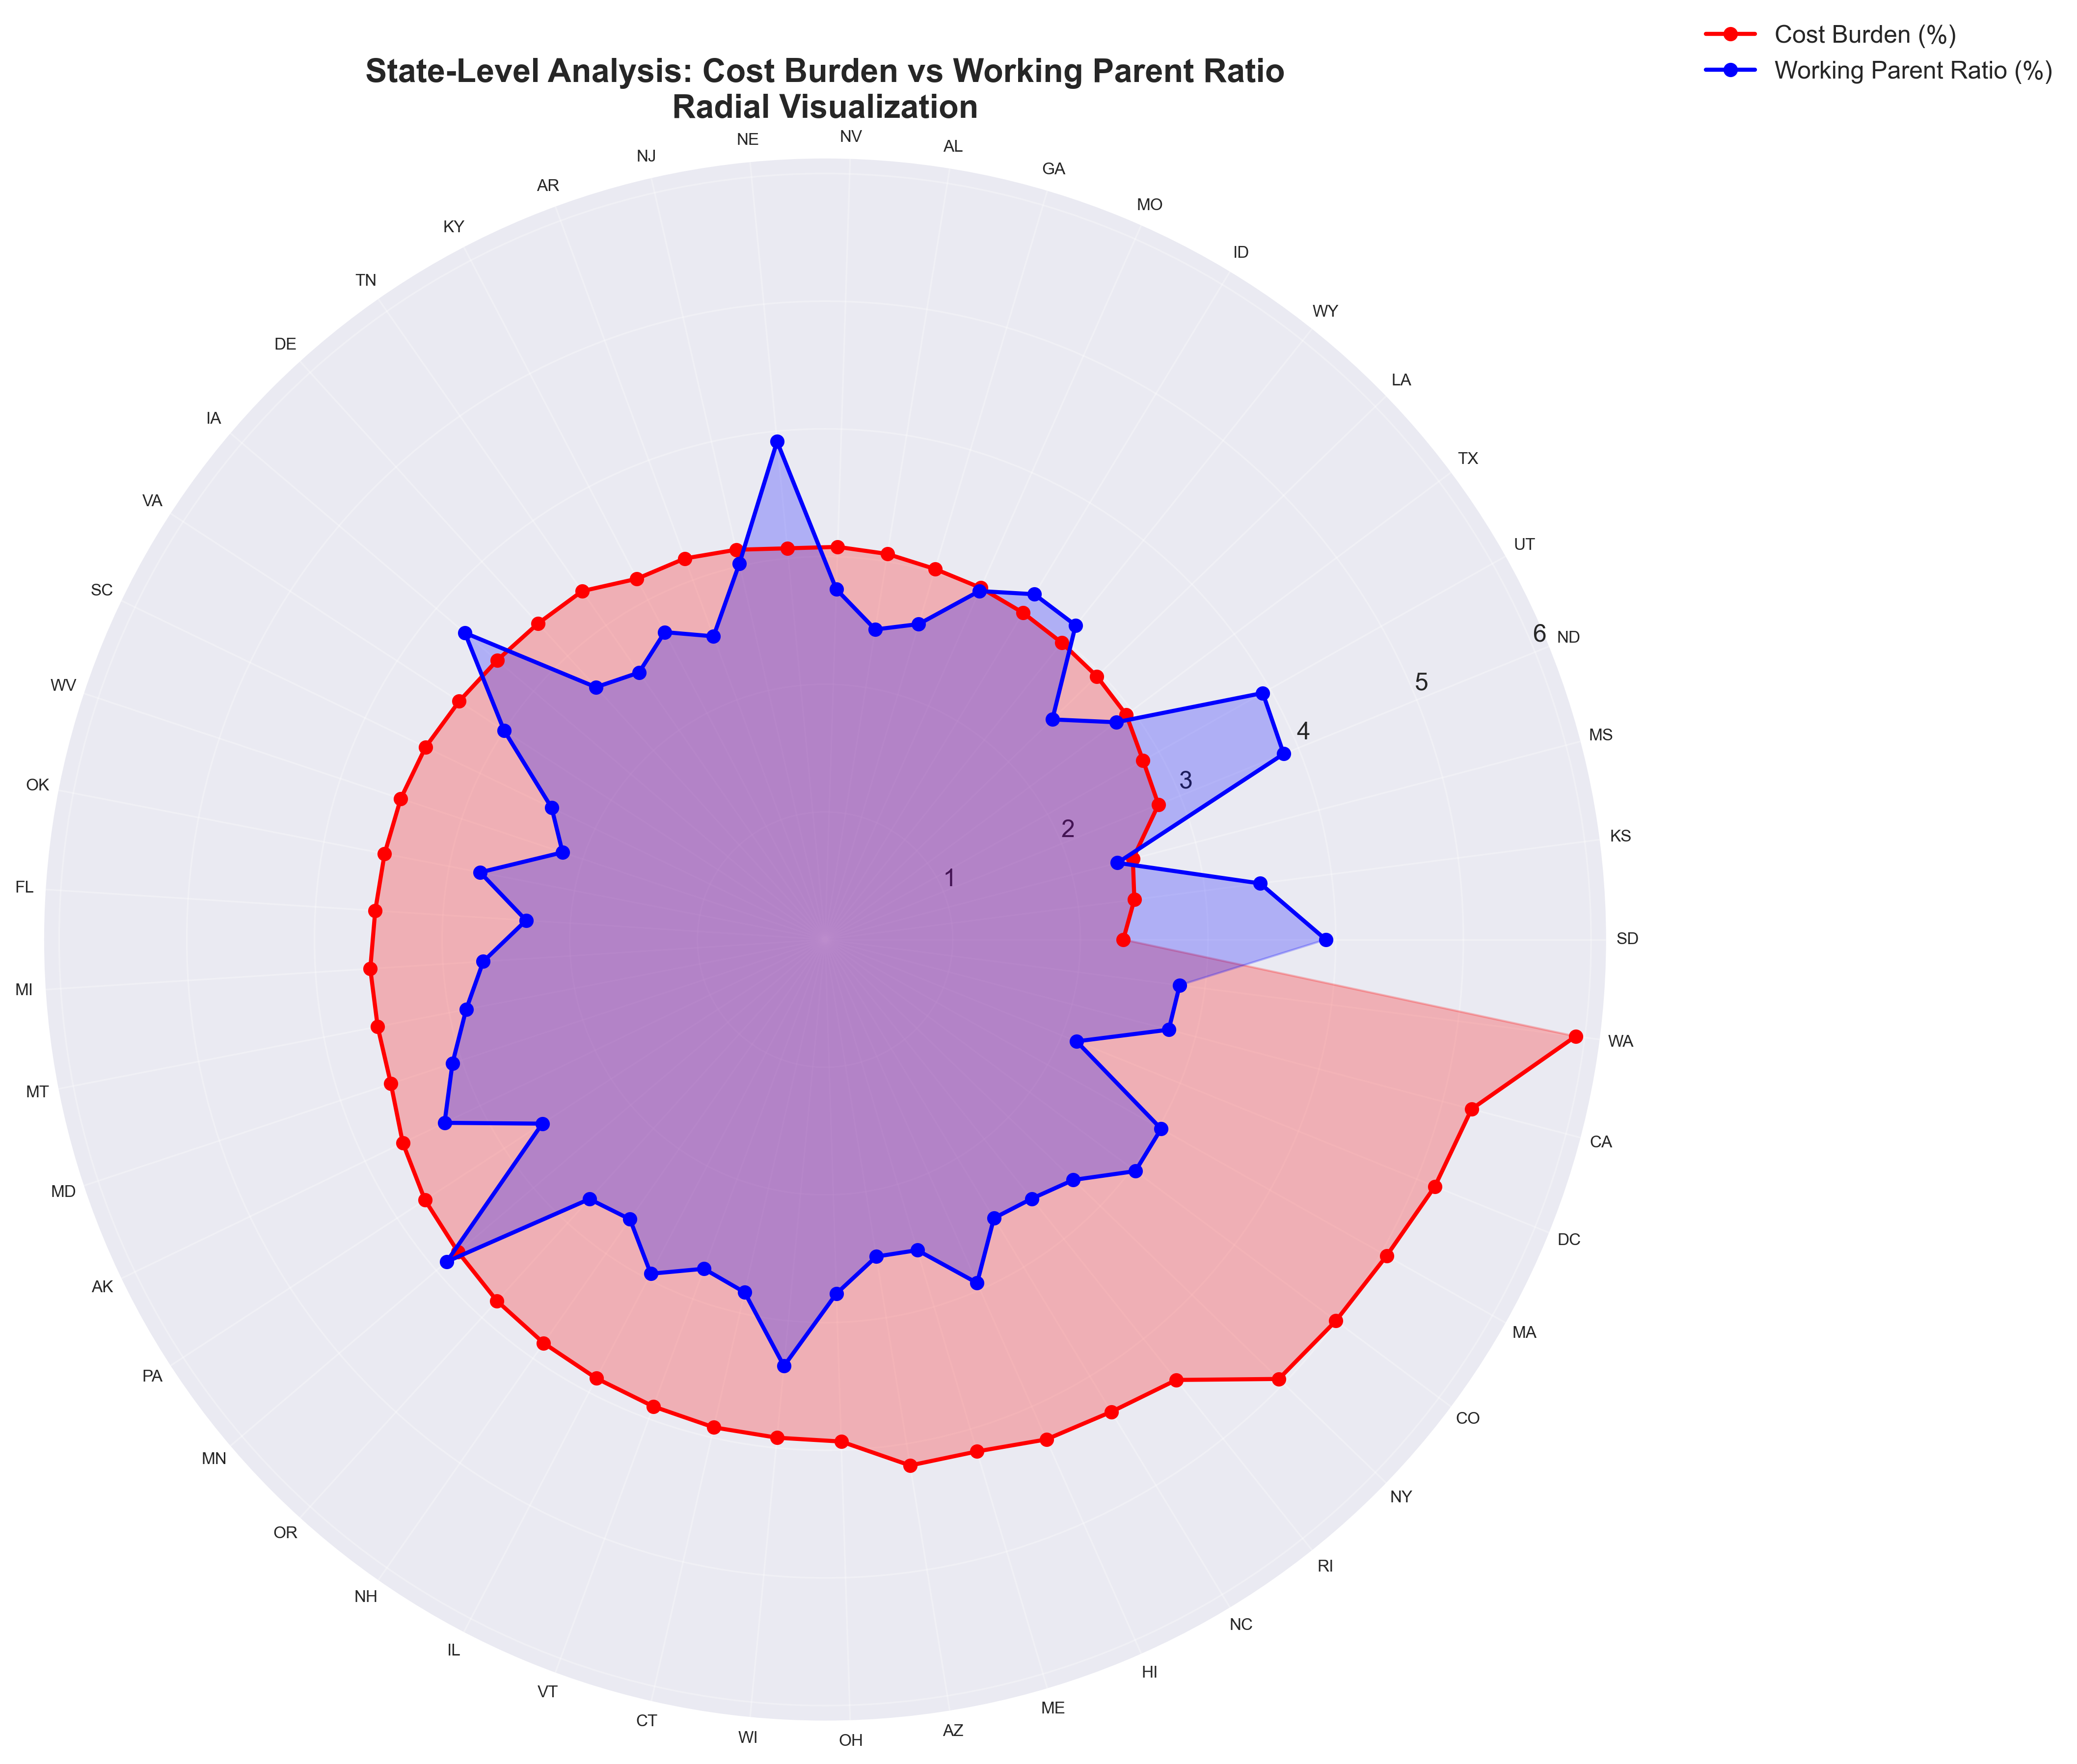 Cost Burden (%)
Working Parent Ratio (%)
State-Level Analysis: Cost Burden vs Working Parent Ratio
Radial Visualization
SD
KS
MS
ND
UT
TX
LA
WY
ID
MO
GA
AL
NV
NE
NJ
AR
KY
TN
DE
IA
VA
SC
WV
OK
FL
MI
MT
MD
AK
PA
MN
OR
NH
IL
VT
CT
WI
OH
AZ
ME
HI
NC
RI
NY
CO
MA
DC
CA
WA
1
2
3
4
5
6